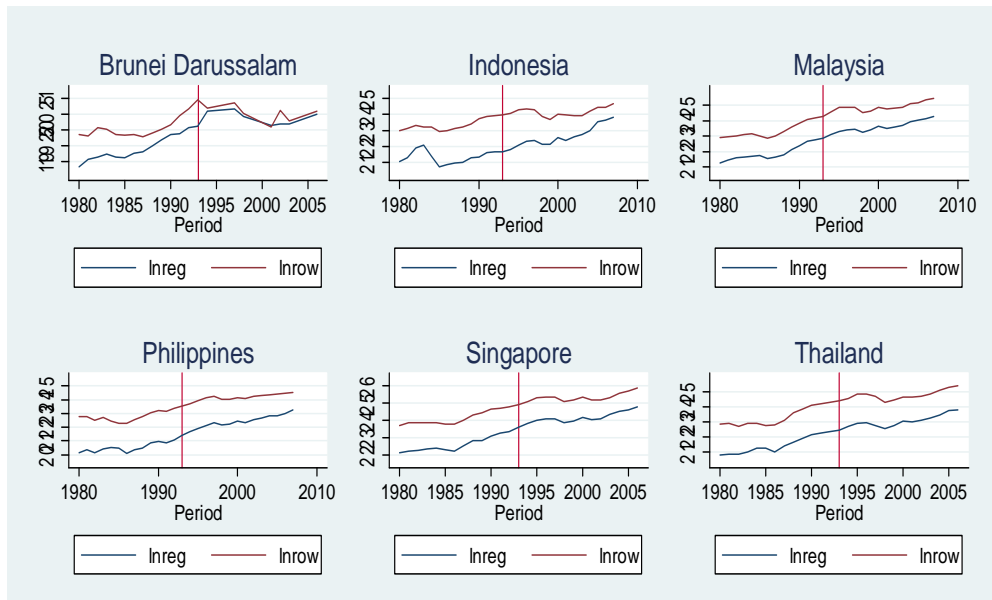 Brunei Darussalam
1980 1985 1990 1995 2000 2005
Period
lnreg lnrow
Indonesia
1980 1990 2000 2010
Period
lnreg lnrow
Malaysia
1980 1990 2000 2010
Period
lnreg lnrow
Philippines
1980 1990 2000 2010
Period
lnreg lnrow
Singapore
1980 1985 1990 1995 2000 2005
Period
lnreg lnrow
Thailand
1980 1985 1990 1995 2000 2005
Period
lnreg lnrow